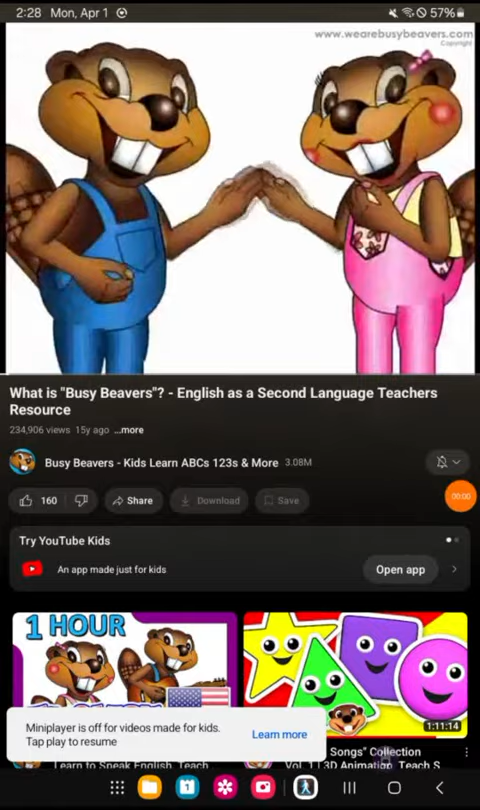 2:28 Mon, Apr 1
57%
www.wearebusybeavers.com
Copyright
What is "Busy Beavers"? - English as a Second Language Teachers
Resource
234,906 views 15y ago ...more
Busy Beavers - Kids Learn ABCs 123s & More 3.08M
160
Share
Download
Save
00:00
Try YouTube Kids
An app made just for kids
Open app
1 HOUR
1:11:14
Miniplayer is off for videos made for kids.
Tap play to resume
Learn more
Learn to Speak English, Teach
Songs" Collection
Vol. 1 | 3D Animation, Teach S
1